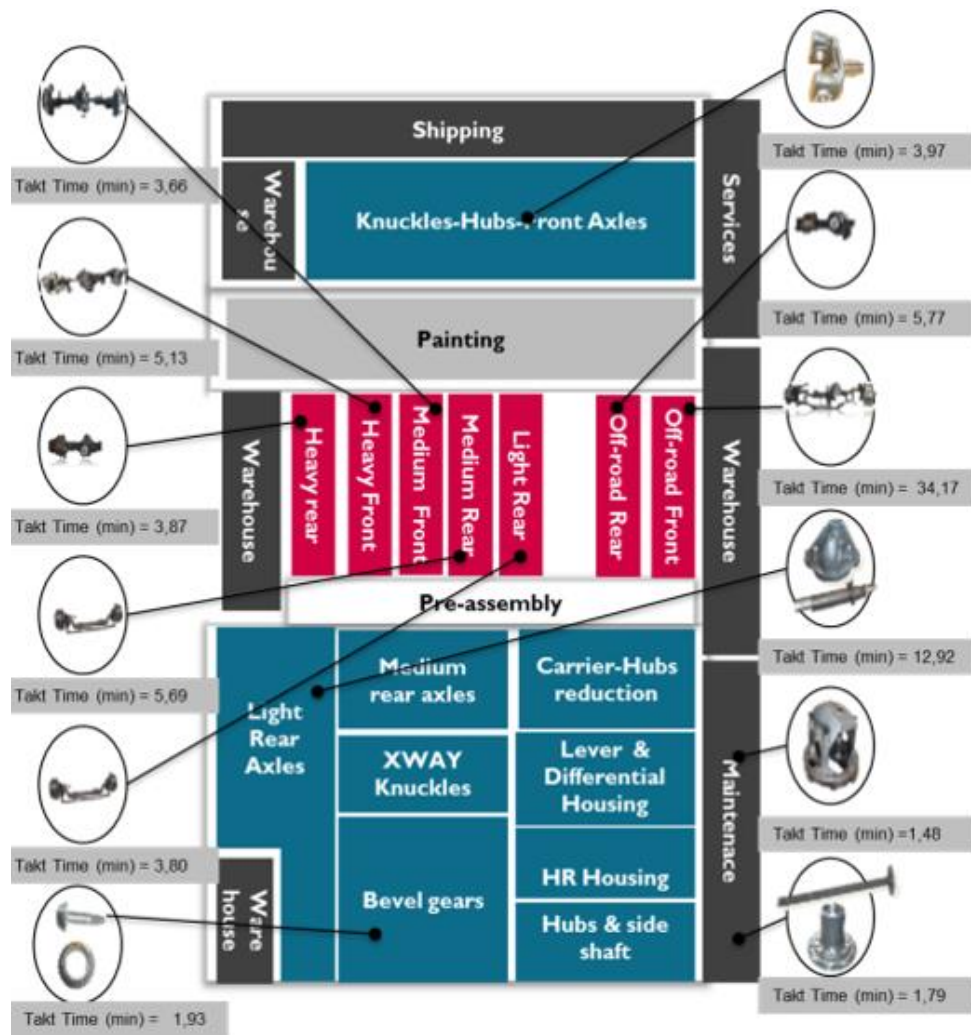 Shipping
Takt Time (min) = 3,97
Takt Time (min) = 3,66
Warehou
se
Knuckles-Hubs-Front Axles
Services
Takt Time (min) = 5,77
Takt Time (min) = 5,13
Painting
Warehouse
Heavy rear
Heavy Front
Medium Front
Medium Rear
Light Rear
Off-road Rear
Off-road Front
Warehouse
Takt Time (min) = 34,17
Takt Time (min) = 3,87
Pre-assembly
Takt Time (min) = 12,92
Takt Time (min) = 5,69
Light
Rear
Axles
Medium
rear axles
Carrier-Hubs
reduction
XWAY
Knuckles
Lever &
Differential
Housing
Maintenace
Takt Time (min) =1,48
Takt Time (min) = 3,80
Ware
house
Bevel gears
HR Housing
Hubs & side
shaft
Takt Time (min) = 1,79
Takt Time (min) = 1,93